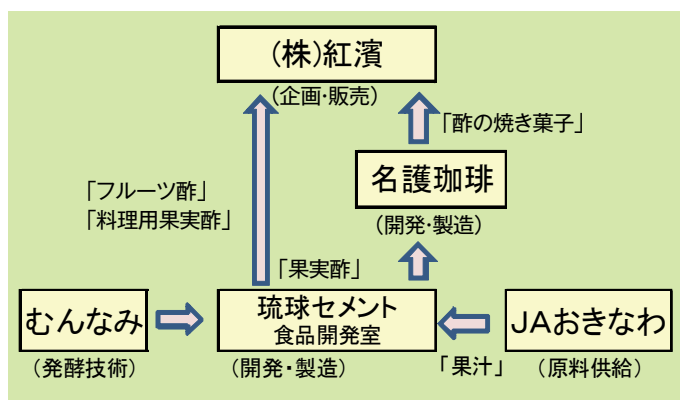 (株)紅濱
(企画・販売)
「酢の焼き菓子」
名護珈琲
(開発・製造)
「フルーツ酢」
「料理用果実酢」
「果実酢」
むんなみ
(発酵技術)
琉球セメント
食品開発室
(開発・製造)
JAおきなわ
「果汁」
(原料供給)